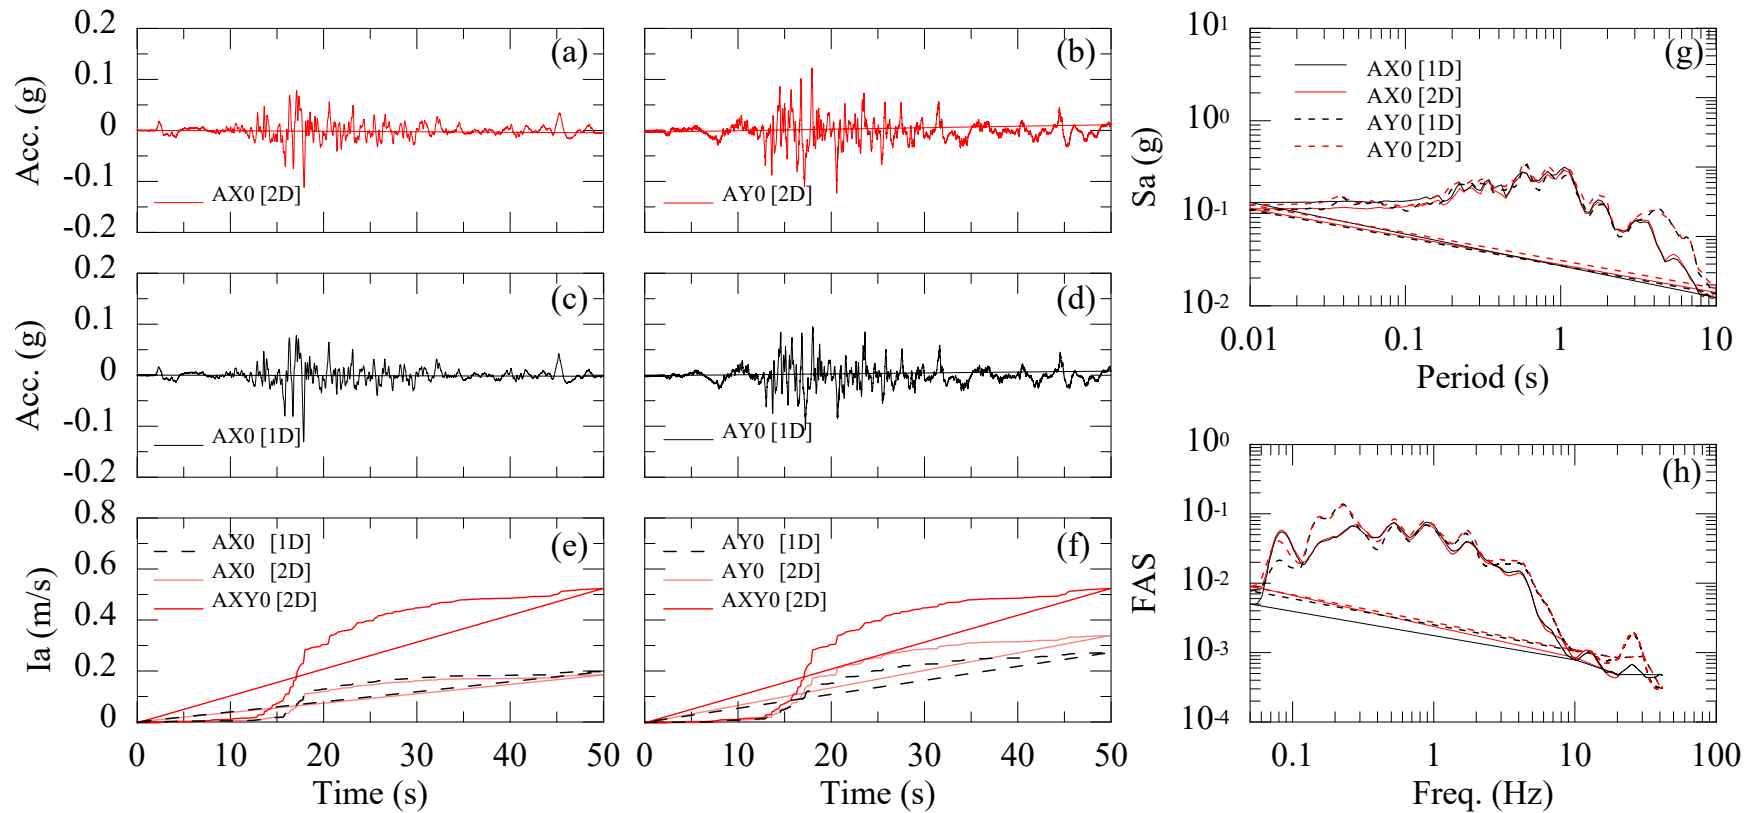 0.2
0.1
0
-0.1
-0.2
Acc. (g)
(a)
AX0 [2D]
(b)
AY0 [2D]
0.2
0.1
0
-0.1
-0.2
Acc. (g)
(c)
AX0 [1D]
(d)
AY0 [1D]
0.8
0.6
0.4
0.2
0
Ia (m/s)
(e)
AX0 [1D]
AX0 [2D]
AXY0 [2D]
0 10 20 30 40 50
Time (s)
(f)
AY0 [1D]
AY0 [2D]
AXY0 [2D]
0 10 20 30 40 50
Time (s)
10¹
10⁰
10⁻¹
10⁻²
Sa (g)
(g)
AX0 [1D]
AX0 [2D]
AY0 [1D]
AY0 [2D]
0.01 0.1 1 10
Period (s)
10⁰
10⁻¹
10⁻²
10⁻³
10⁻⁴
FAS
(h)
0.1 1 10 100
Freq. (Hz)